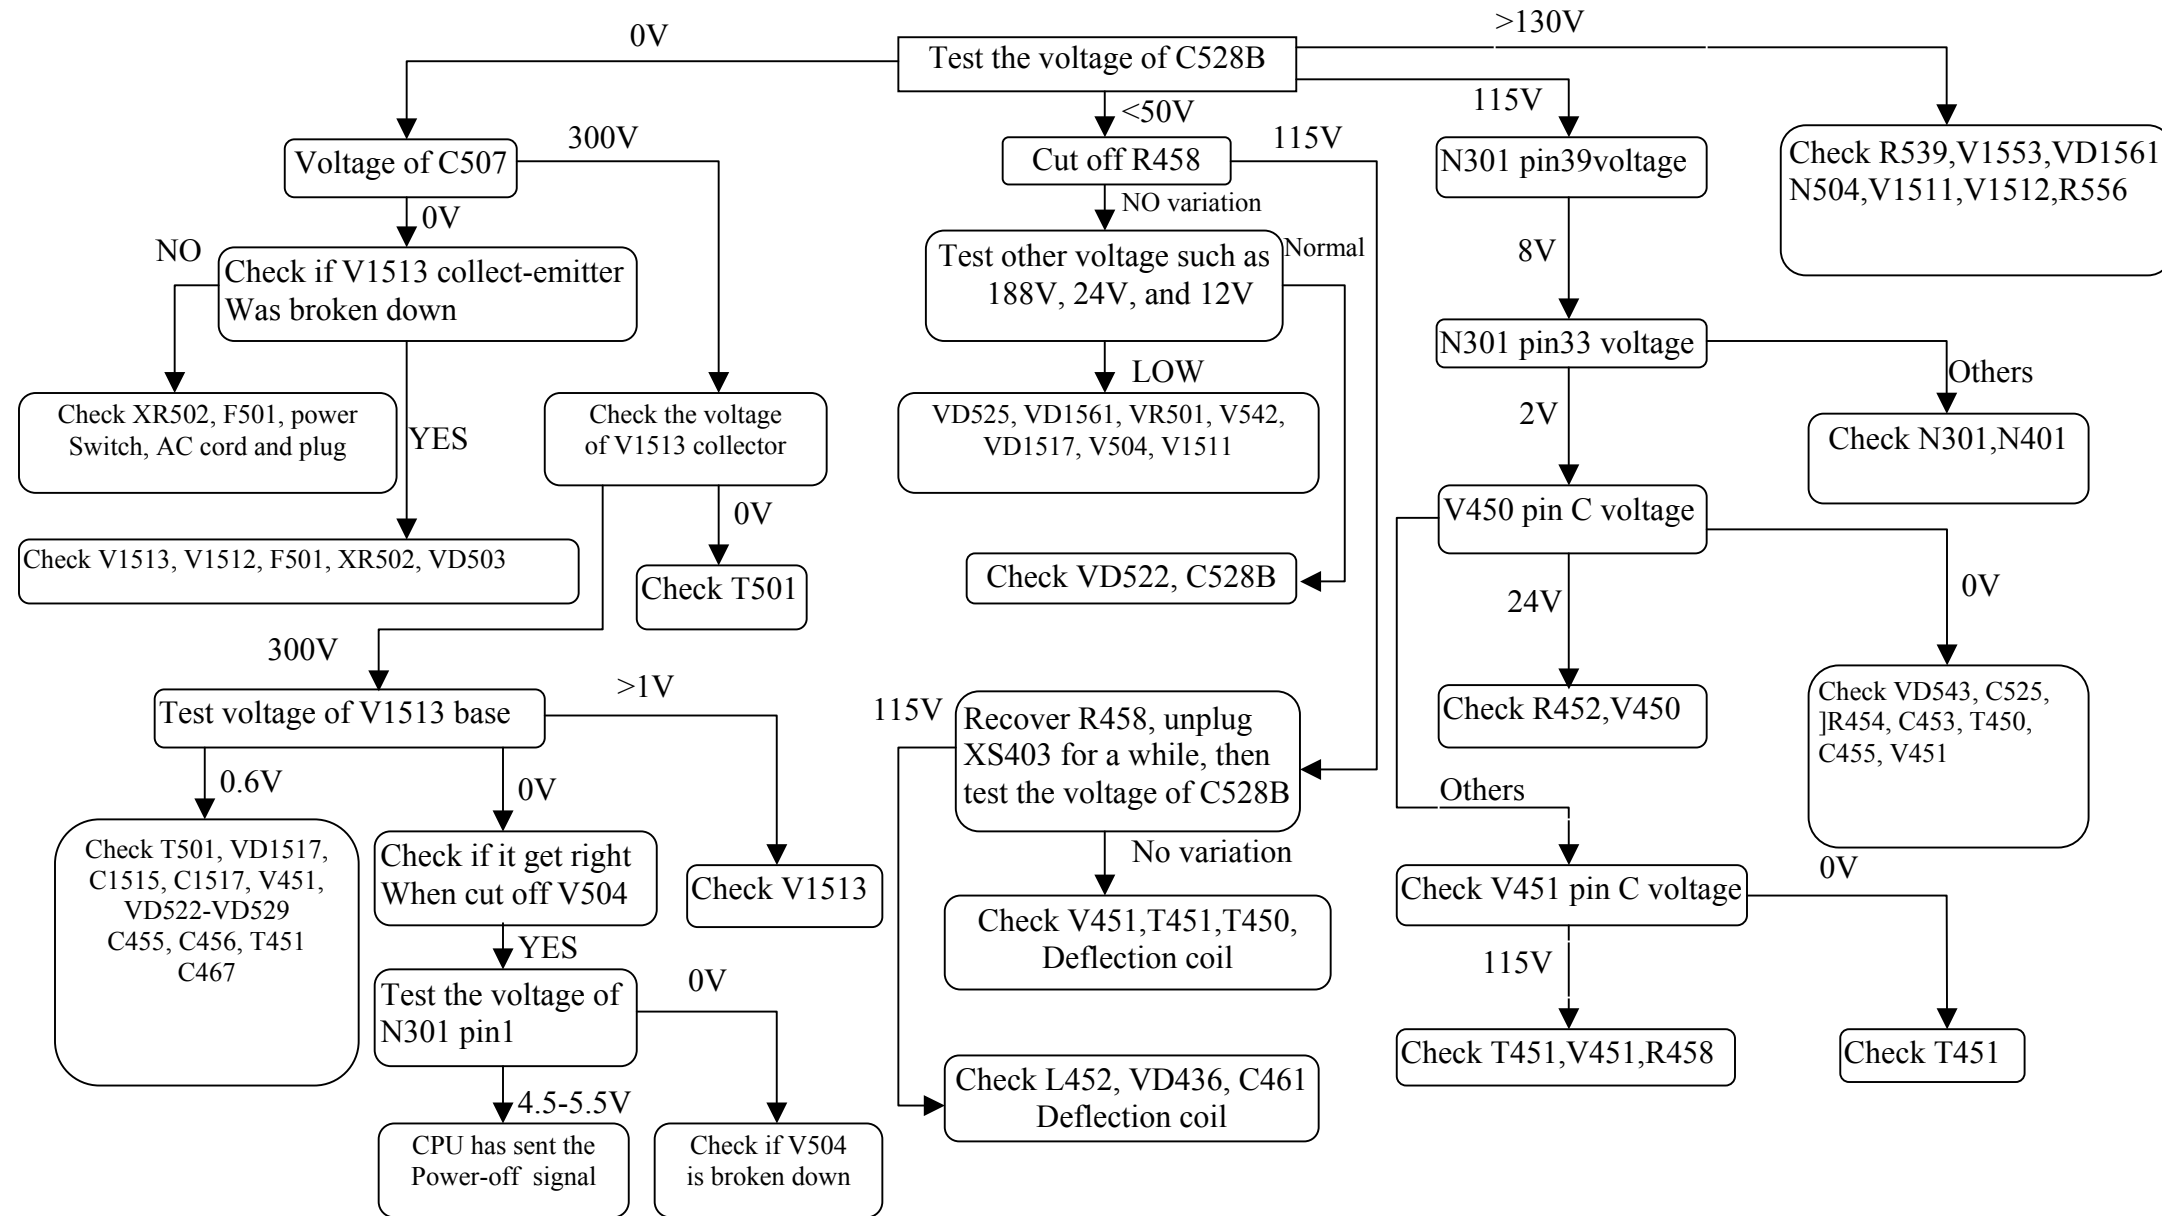 0V
>130V
Test the voltage of C528B
<50V
115V
Voltage of C507
300V
Cut off R458
115V
N301 pin39voltage
Check R539,V1553,VD1561
N504,V1511,V1512,R556
0V
NO variation
NO
Check if V1513 collect-emitter
Was broken down
Test other voltage such as
188V, 24V, and 12V
Normal
8V
N301 pin33 voltage
Others
LOW
Check XR502, F501, power
Switch, AC cord and plug
YES
Check the voltage
of V1513 collector
VD525, VD1561, VR501, V542,
VD1517, V504, V1511
2V
Check N301,N401
0V
V450 pin C voltage
Check V1513, V1512, F501, XR502, VD503
Check T501
Check VD522, C528B
24V
0V
300V
Test voltage of V1513 base
>1V
115V
Recover R458, unplug
XS403 for a while, then
test the voltage of C528B
Check R452,V450
Check VD543, C525,
]R454, C453, T450,
C455, V451
0.6V
0V
Others
Check T501, VD1517,
C1515, C1517, V451,
VD522-VD529
C455, C456, T451
C467
Check if it get right
When cut off V504
Check V1513
No variation
Check V451 pin C voltage
0V
YES
Check V451,T451,T450,
Deflection coil
115V
Test the voltage of
N301 pin1
0V
Check T451,V451,R458
Check T451
4.5-5.5V
Check L452, VD436, C461
Deflection coil
CPU has sent the
Power-off signal
Check if V504
is broken down